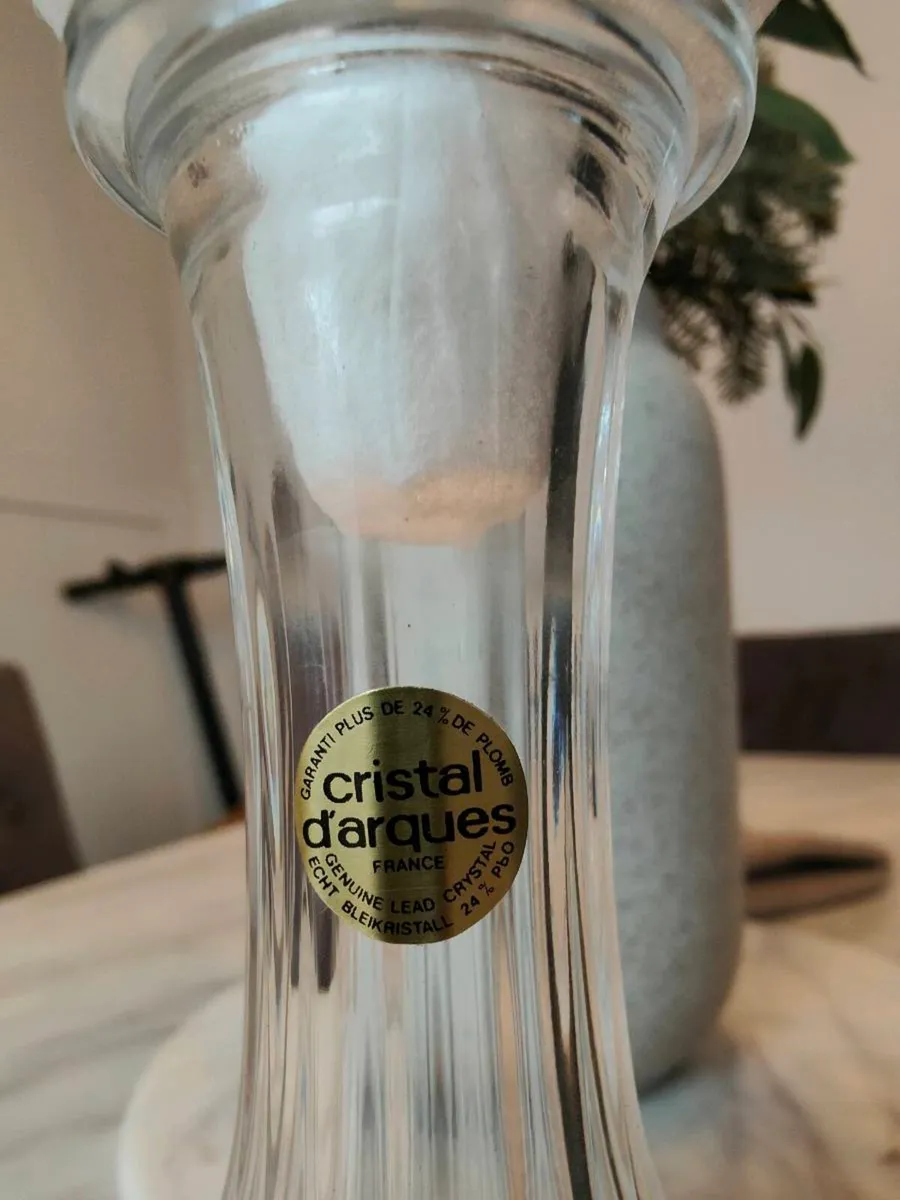 GARANTI PLUS DE 24 % DE PLOMB
cristal
d'arques
FRANCE
GENUINE LEAD CRYSTAL
ECHT BLEIKRISTALL 24 % PbO